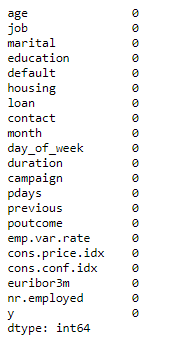 age 0
job 0
marital 0
education 0
default 0
housing 0
loan 0
contact 0
month 0
day_of_week 0
duration 0
campaign 0
pdays 0
previous 0
poutcome 0
emp.var.rate 0
cons.price.idx 0
cons.conf.idx 0
euribor3m 0
nr.employed 0
y 0
dtype: int64